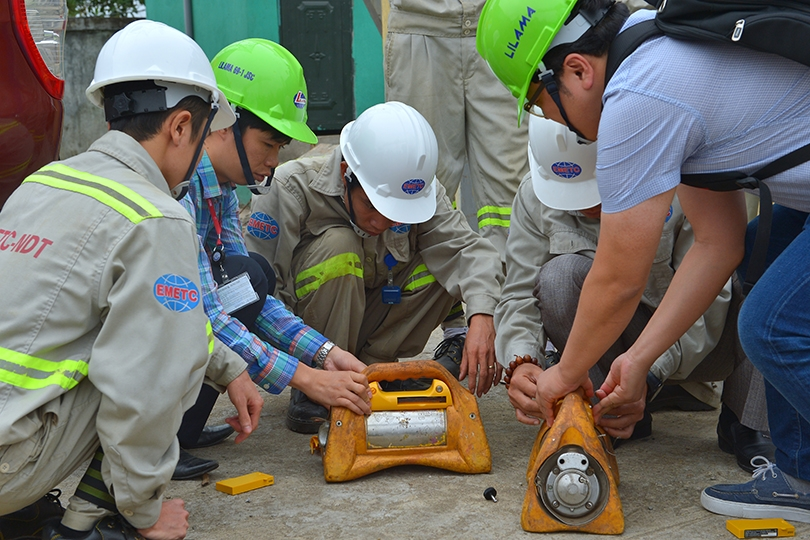 LILAMA
LILAMA
69-1 JSC
EMETC
EMETC
EMETC
TC-NDT
EMETC